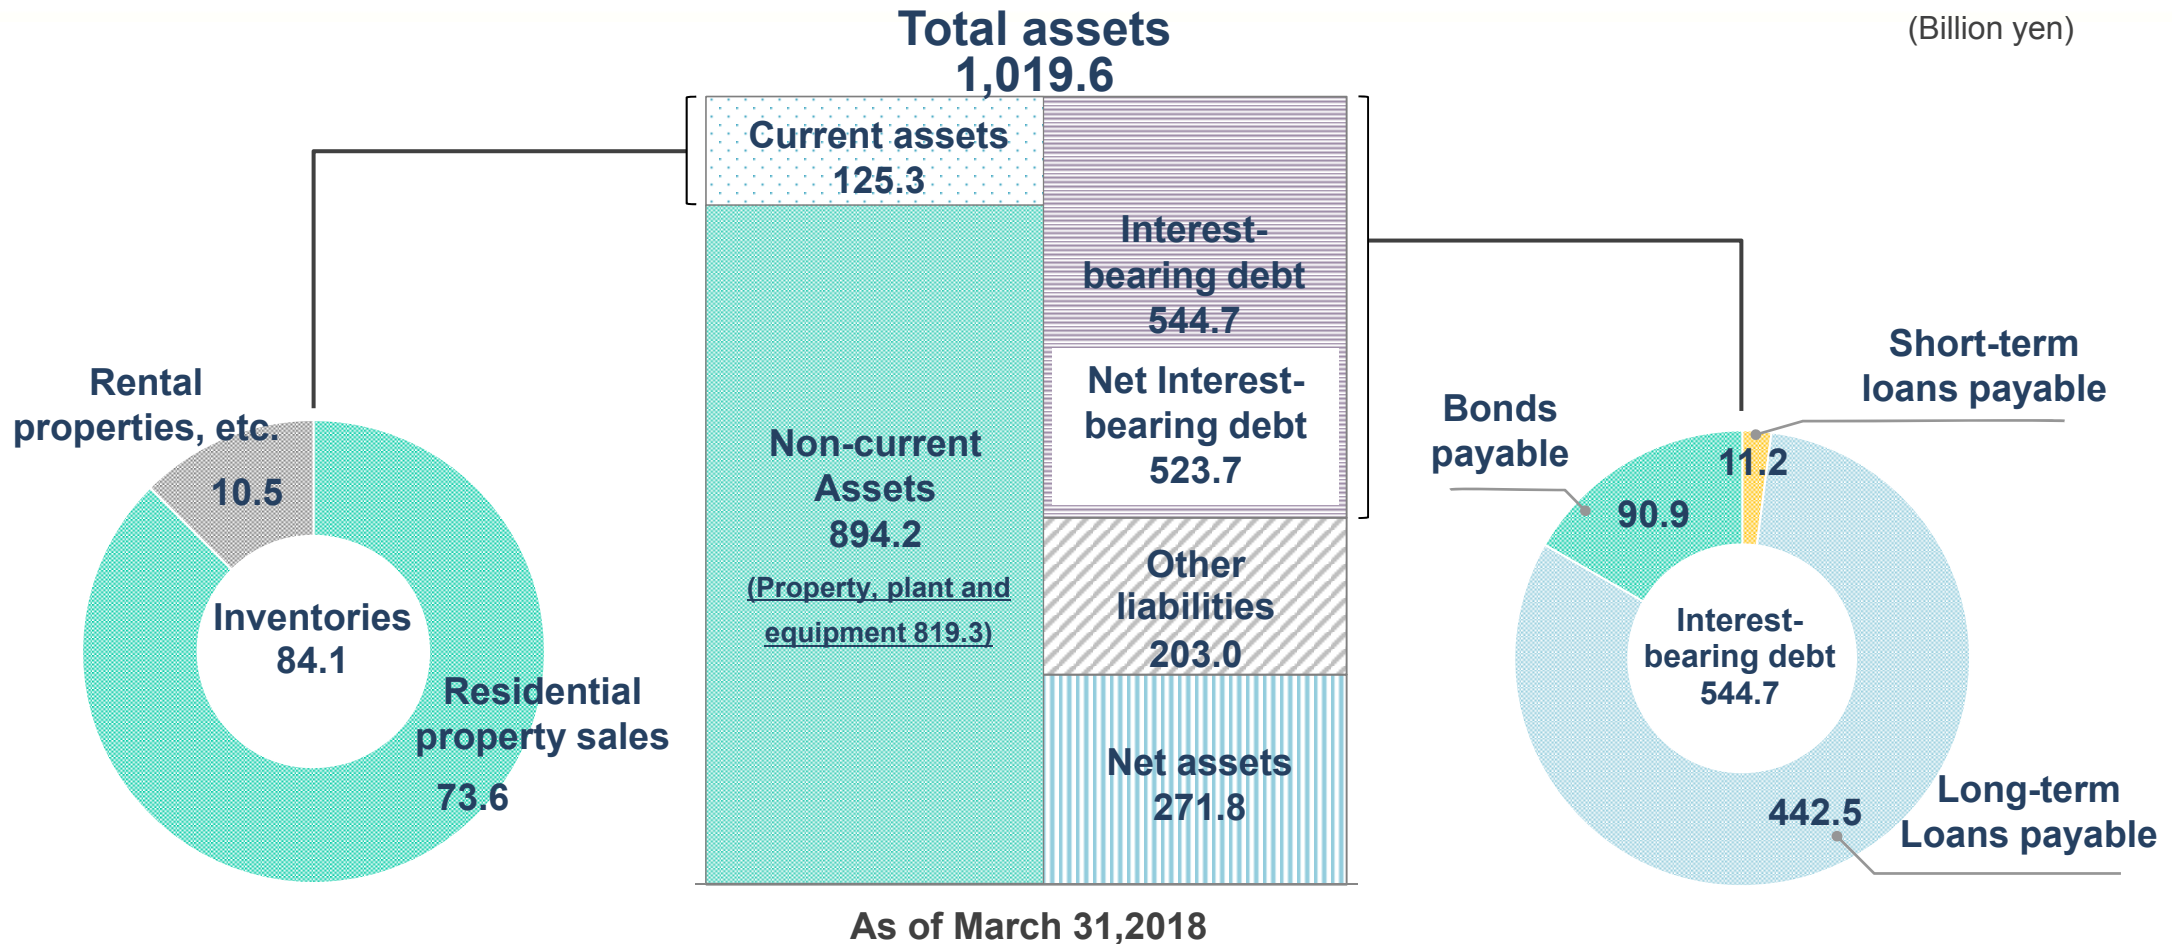 Total assets
1,019.6
(Billion yen)
Current assets
125.3
Non-current
Assets
894.2
(Property, plant and
equipment 819.3)
Interest-
bearing debt
544.7
Net Interest-
bearing debt
523.7
Other
liabilities
203.0
Net assets
271.8
As of March 31,2018
Rental
properties, etc.
10.5
Inventories
84.1
Residential
property sales
73.6
Bonds
payable
90.9
Short-term
loans payable
11.2
Interest-
bearing debt
544.7
Long-term
Loans payable
442.5